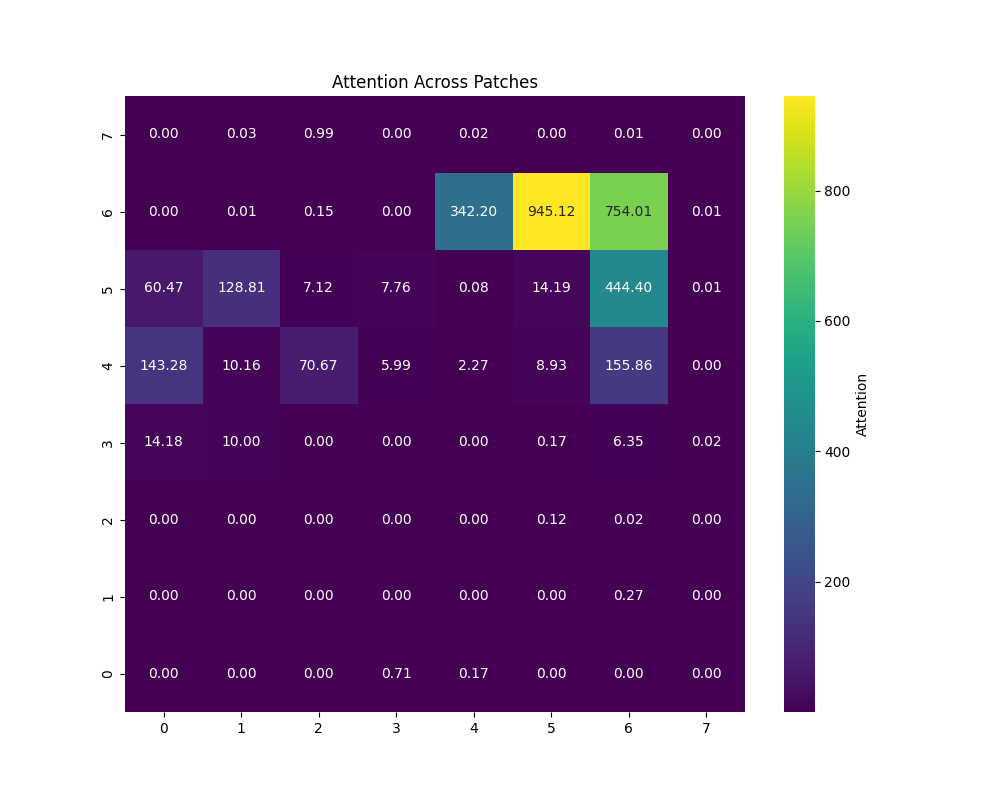 Attention Across Patches
7 0.00 0.03 0.99 0.00 0.02 0.00 0.01 0.00
6 0.00 0.01 0.15 0.00 342.20 945.12 754.01 0.01
5 60.47 128.81 7.12 7.76 0.08 14.19 444.40 0.01
4 143.28 10.16 70.67 5.99 2.27 8.93 155.86 0.00
3 14.18 10.00 0.00 0.00 0.00 0.17 6.35 0.02
2 0.00 0.00 0.00 0.00 0.00 0.12 0.02 0.00
1 0.00 0.00 0.00 0.00 0.00 0.00 0.27 0.00
0 0.00 0.00 0.00 0.71 0.17 0.00 0.00 0.00
0 1 2 3 4 5 6 7
800
600
400
200
Attention